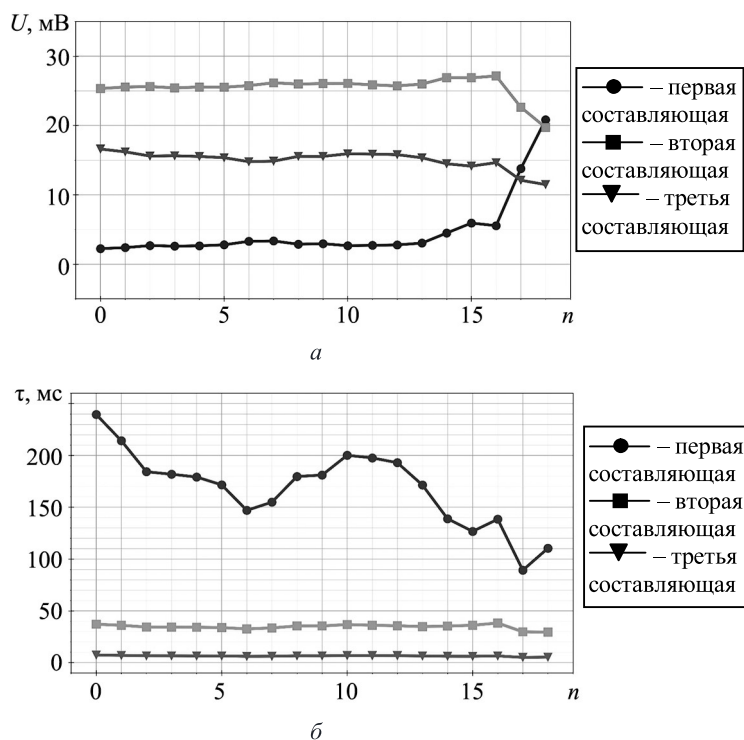 U, мВ
30
20
10
0
0 5 10 15 n
– первая
составляющая
– вторая
составляющая
– третья
составляющая
а
τ, мс
200
150
100
50
0
0 5 10 15 n
– первая
составляющая
– вторая
составляющая
– третья
составляющая
б